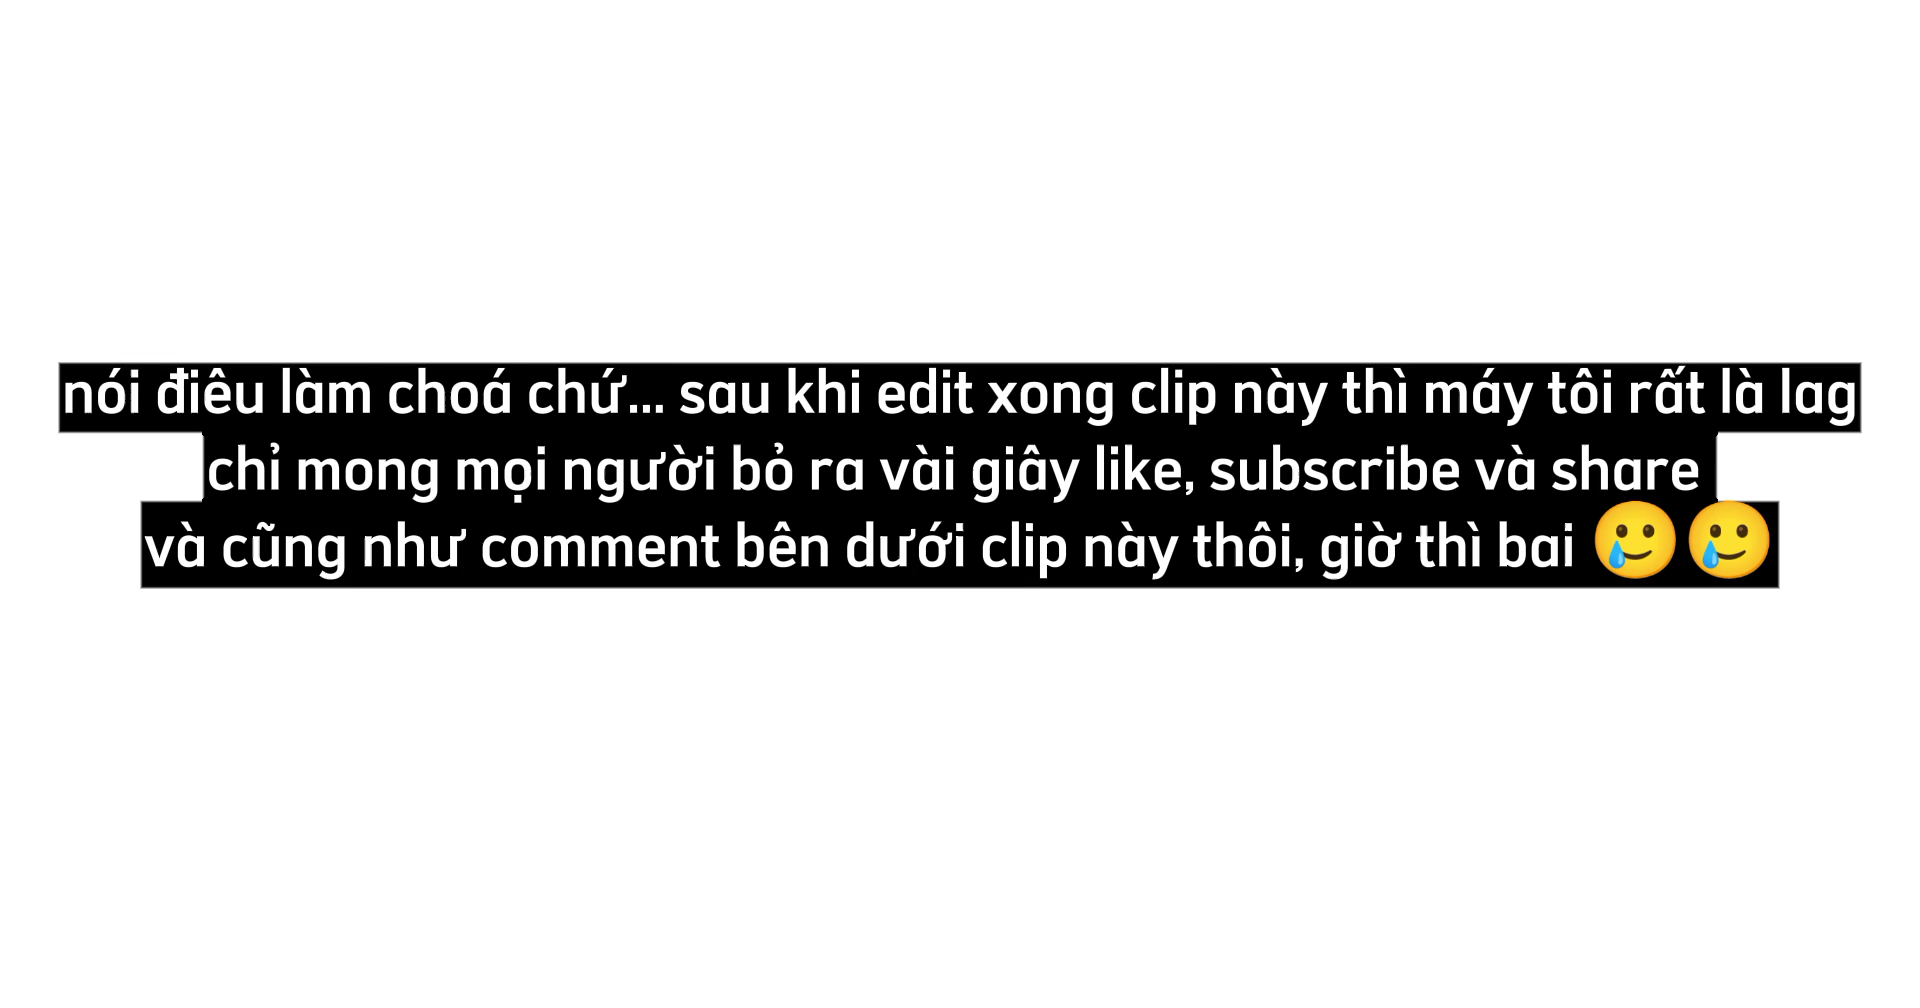 nói điêu làm choá chứ... sau khi edit xong clip này thì máy tôi rất là lag
chỉ mong mọi người bỏ ra vài giây like, subscribe và share
và cũng như comment bên dưới clip này thôi, giờ thì bai 🥲🥲